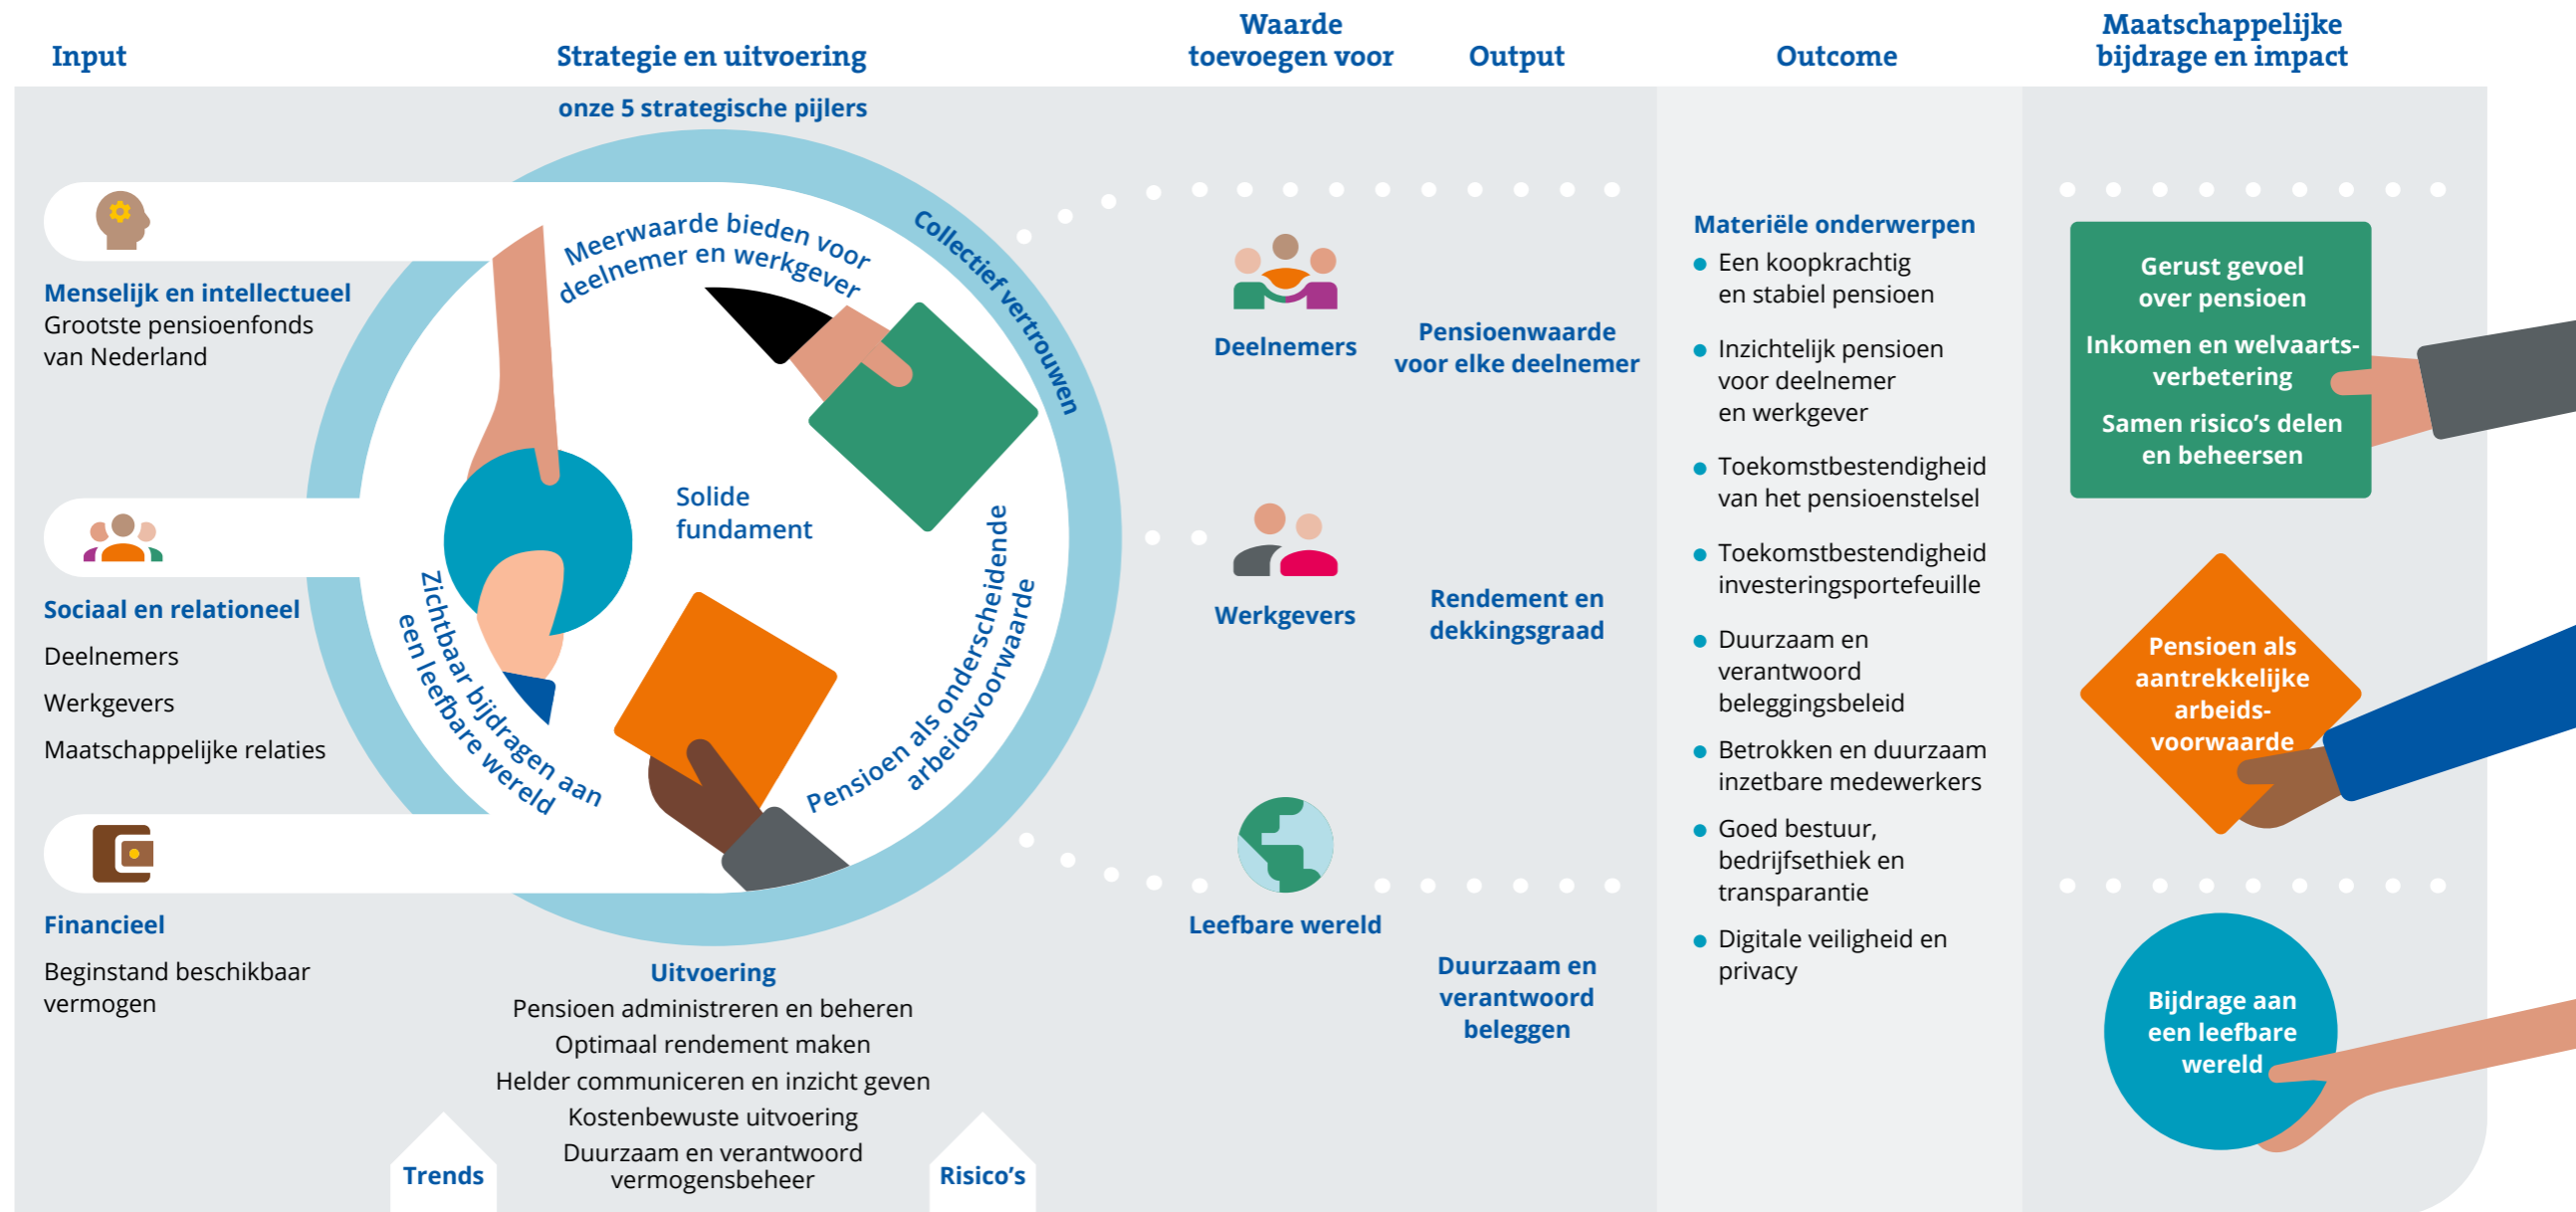 Input
Strategie en uitvoering
Waarde
toevoegen voor
Output
Outcome
Maatschappelijke
bijdrage en impact
Menselijk en intellectueel
Grootste pensioenfonds
van Nederland
Sociaal en relationeel
Deelnemers
Werkgevers
Maatschappelijke relaties
Financieel
Beginstand beschikbaar
vermogen
onze 5 strategische pijlers
Collectief vertrouwen
Meerwaarde bieden voor
deelnemer en werkgever
Solide
fundament
Pensioen als onderscheidende
arbeidsvoorwaarde
Zichtbaar bijdragen aan
een leefbare wereld
Uitvoering
Pensioen administreren en beheren
Optimaal rendement maken
Helder communiceren en inzicht geven
Kostenbewuste uitvoering
Duurzaam en verantwoord
vermogensbeheer
Trends
Risico’s
Deelnemers
Werkgevers
Leefbare wereld
Pensioenwaarde
voor elke deelnemer
Rendement en
dekkingsgraad
Duurzaam en
verantwoord
beleggen
Materiële onderwerpen
Een koopkrachtig
en stabiel pensioen
Inzichtelijk pensioen
voor deelnemer
en werkgever
Toekomstbestendigheid
van het pensioenstelsel
Toekomstbestendigheid
investeringsportefeuille
Duurzaam en
verantwoord
beleggingsbeleid
Betrokken en duurzaam
inzetbare medewerkers
Goed bestuur,
bedrijfsethiek en
transparantie
Digitale veiligheid en
privacy
Gerust gevoel
over pensioen
Inkomen en welvaarts-
verbetering
Samen risico’s delen
en beheersen
Pensioen als
aantrekkelijke
arbeids-
voorwaarde
Bijdrage aan
een leefbare
wereld